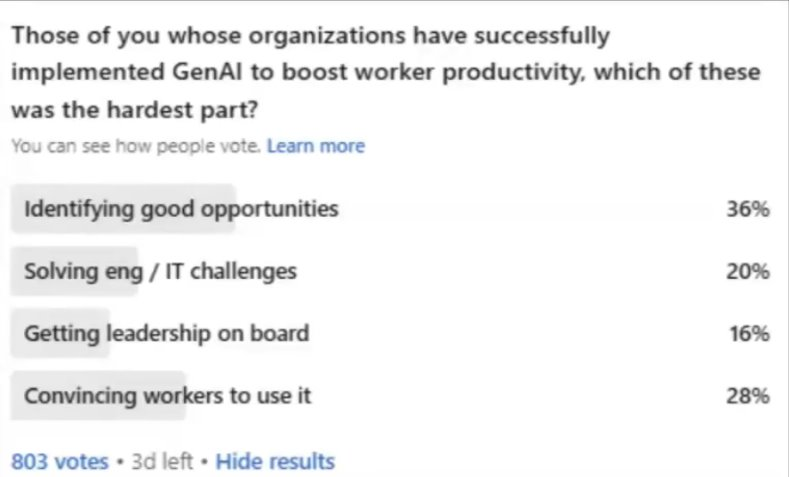 Those of you whose organizations have successfully
implemented GenAI to boost worker productivity, which of these
was the hardest part?
You can see how people vote. Learn more
Identifying good opportunities 36%
Solving eng / IT challenges 20%
Getting leadership on board 16%
Convincing workers to use it 28%
803 votes • 3d left • Hide results